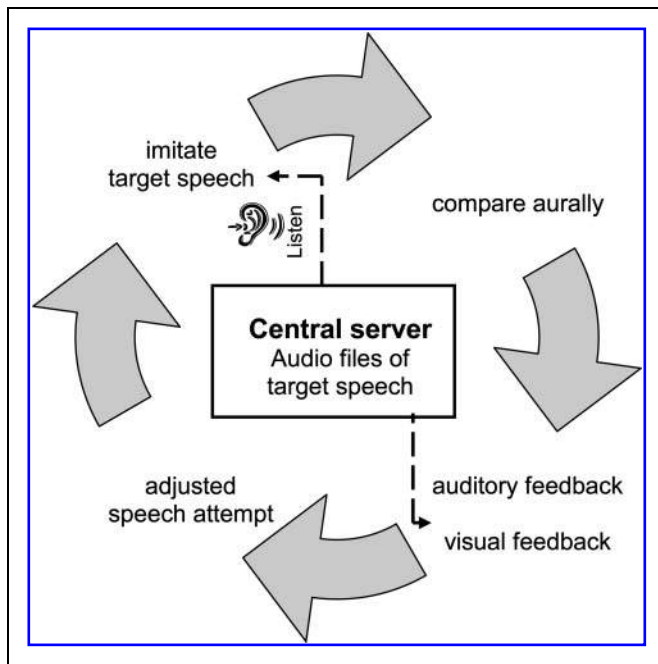 imitate
target speech
Listen
compare aurally
Central server
Audio files of
target speech
auditory feedback
visual feedback
adjusted
speech attempt